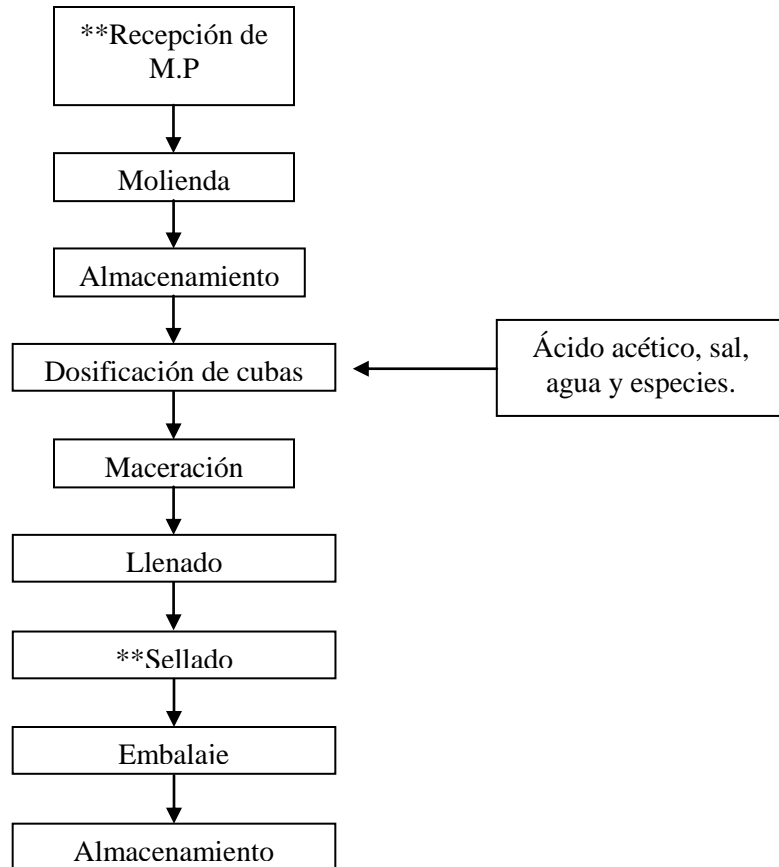 **Recepción de
M.P
Molienda
Almacenamiento
Dosificación de cubas
Ácido acético, sal,
agua y especies.
Maceración
Llenado
**Sellado
Embalaje
Almacenamiento